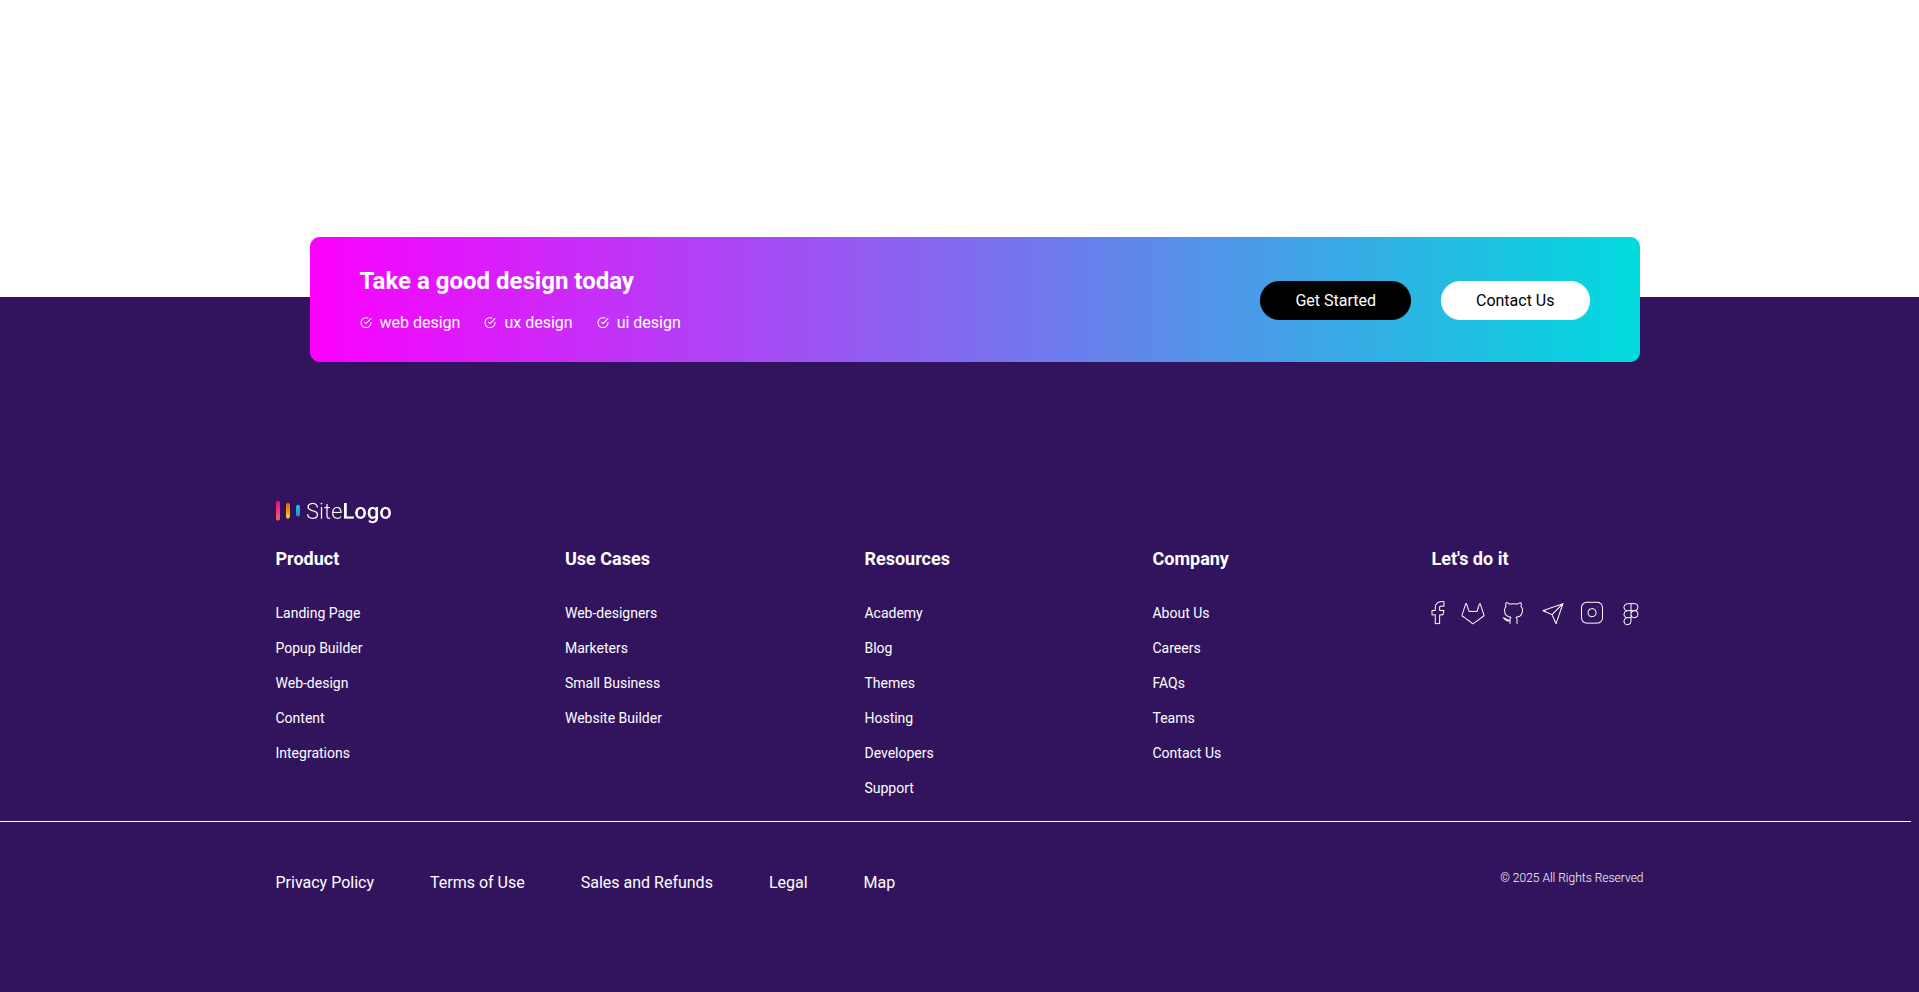 Take a good design today
web design ux design ui design
Get Started
Contact Us
SiteLogo
Product
Landing Page
Popup Builder
Web-design
Content
Integrations
Use Cases
Web-designers
Marketers
Small Business
Website Builder
Resources
Academy
Blog
Themes
Hosting
Developers
Support
Company
About Us
Careers
FAQs
Teams
Contact Us
Let's do it
Privacy Policy Terms of Use Sales and Refunds Legal Map
© 2025 All Rights Reserved